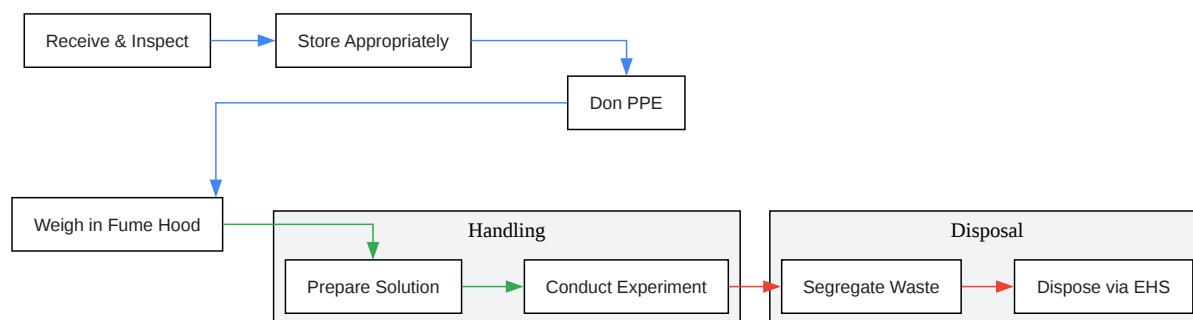 Receive & Inspect
Store Appropriately
Don PPE
Weigh in Fume Hood
Handling
Prepare Solution
Conduct Experiment
Disposal
Segregate Waste
Dispose via EHS